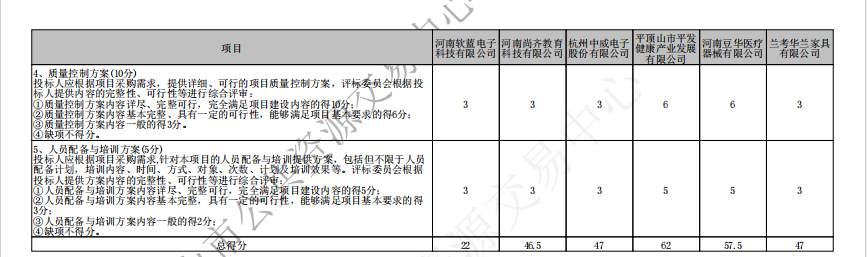 项目 河南软蓝电子科技有限公司 河南尚齐教育科技有限公司 杭州中威电子股份有限公司 平顶山市平发健康产业发展有限公司 河南豆华医疗器械有限公司 兰考华兰家具有限公司
4、质量控制方案(10分)
投标人应根据项目采购需求，提供详细、可行的项目质量控制方案，评标委员会根据投
标人提供内容的完整性、可行性等进行综合评审：
①质量控制方案内容详尽、完整可行，完全满足项目建设内容的得10分；
②质量控制方案内容基本完整、具有一定的可行性，能够满足项目基本要求的得6分；
③质量控制方案内容一般的得3分。
④缺项不得分。
3 3 3 6 6 3
5、人员配备与培训方案(5分)
投标人应根据项目采购需求,针对本项目的人员配备与培训提供方案，包括但不限于人员
配备计划，培训内容、时间、方式、对象、次数、计划及培训效果等。评标委员会根据
投标人提供方案内容的完整性、可行性等进行综合评审：
①人员配备与培训方案内容详尽、完整可行，完全满足项目建设内容的得5分；
②人员配备与培训方案内容基本完整，具有一定的可行性，能够满足项目基本要求的得
3分；
③人员配备与培训方案内容一般的得2分；
④缺项不得分。
3 3 3 5 5 3
总得分 22 46.5 47 62 57.5 47